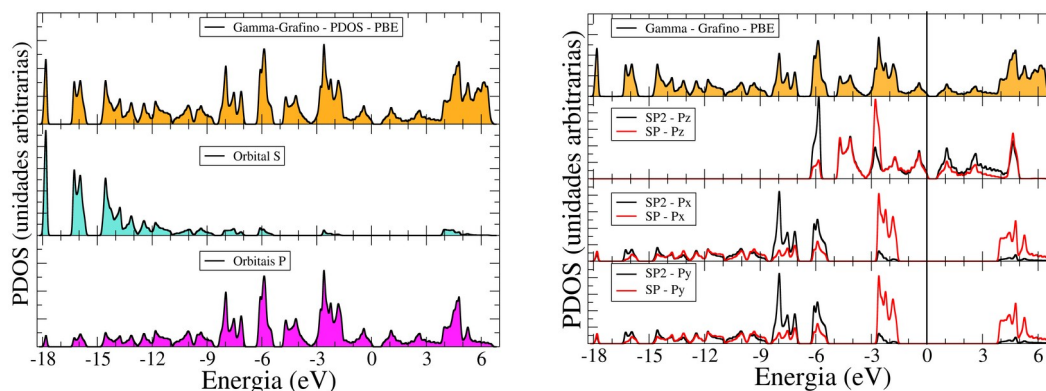 Gamma-Grafino - PDOS - PBE
Orbital S
Orbitais P
PDOS (unidades arbitrarias)
-18 -15 -12 -9 -6 -3 0 3 6
Energia (eV)
Gamma - Grafino - PBE
SP2 - Pz
SP - Pz
SP2 - Px
SP - Px
SP2 - Py
SP - Py
PDOS (unidades arbitrarias)
-18 -15 -12 -9 -6 -3 0 3 6
Energia (eV)